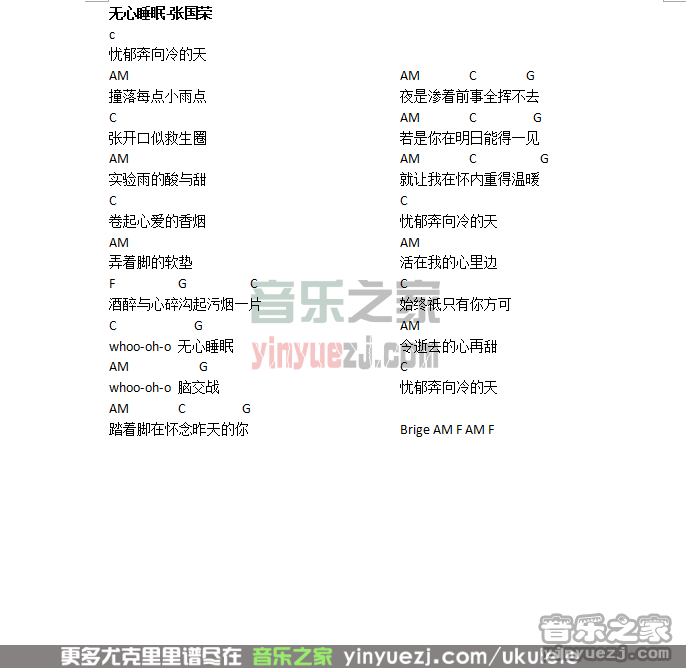 无心睡眠-张国荣
c
忧郁奔向冷的天
AM
撞落每点小雨点
C
张开口似救生圈
AM
实验雨的酸与甜
C
卷起心爱的香烟
AM
弄着脚的软垫
F G C
酒醉与心碎沟起污烟一片
C G
whoo-oh-o 无心睡眠
AM G
whoo-oh-o 脑交战
AM C G
踏着脚在怀念昨天的你
AM C G
夜是渗着前事全挥不去
AM C G
若是你在明日能得一见
AM C G
就让我在怀内重得温暖
C
忧郁奔向冷的天
AM
活在我的心里边
C
始终祇只有你方可
AM
令逝去的心再甜
C
忧郁奔向冷的天
Brige AM F AM F
音乐之家
yinyuezj.com
音乐之家
yinyuezj.com
更多尤克里里谱尽在 音乐之家 yinyuezj.com/ukulele/